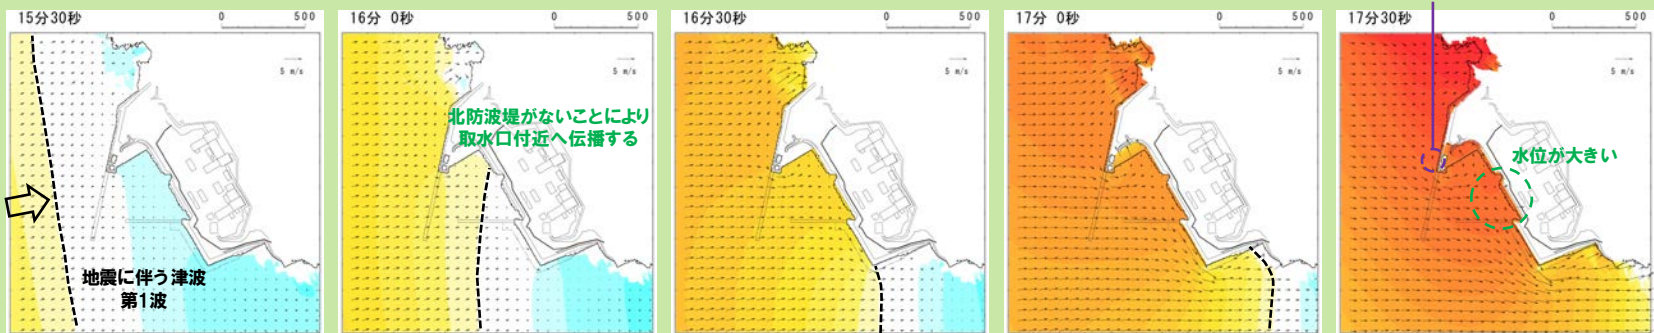 15分30秒
0 500
5 m/s
地震に伴う津波
第1波
16分 0秒
0 500
5 m/s
北防波堤がないことにより
取水口付近へ伝播する
16分30秒
0 500
5 m/s
17分 0秒
0 500
5 m/s
17分30秒
0 500
5 m/s
水位が大きい